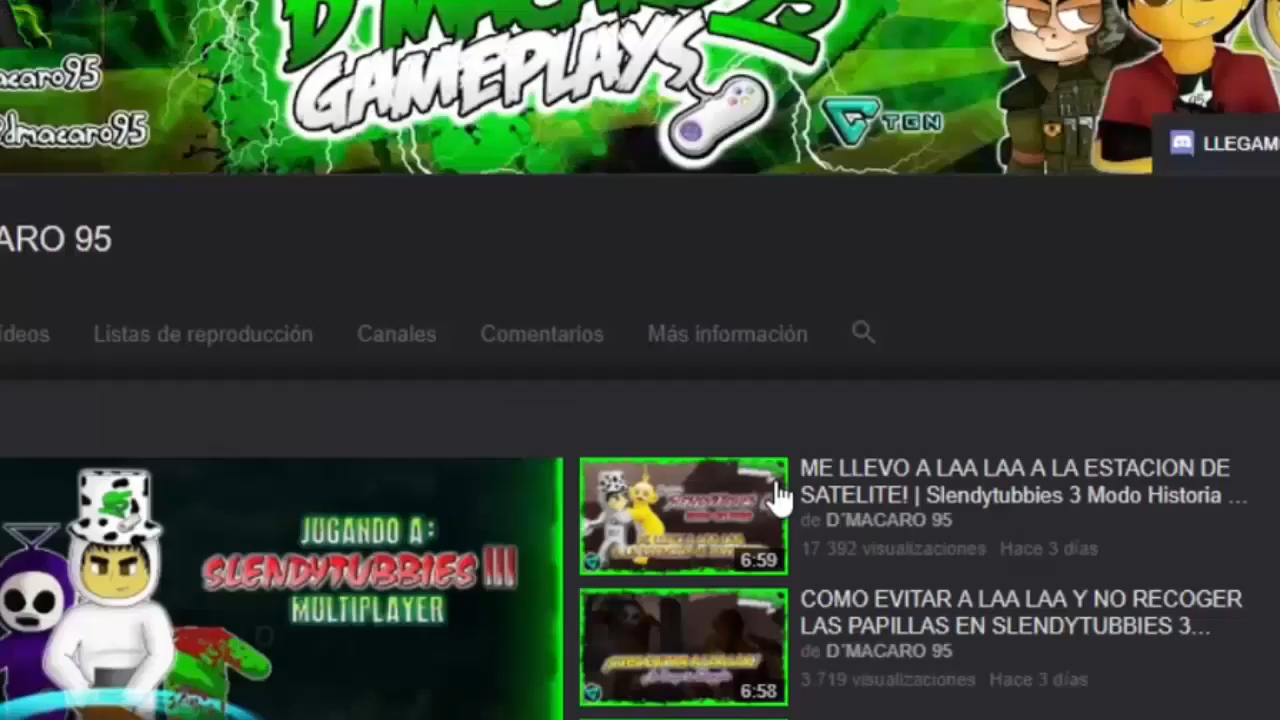 D'MACARO 95
GAMEPLAYS
macaro95
@dmacaro95
TGN
LLEGAM
ARO 95
ídeos
Listas de reproducción
Canales
Comentarios
Más información
JUGANDO A:
SLENDYTUBBIES III
MULTIPLAYER
6:59
ME LLEVO A LAA LAA A LA ESTACION DE
SATELITE! | Slendytubbies 3 Modo Historia ...
de D'MACARO 95
17 392 visualizaciones Hace 3 días
6:58
COMO EVITAR A LAA LAA Y NO RECOGER
LAS PAPILLAS EN SLENDYTUBBIES 3...
de D'MACARO 95
3 719 visualizaciones Hace 3 días